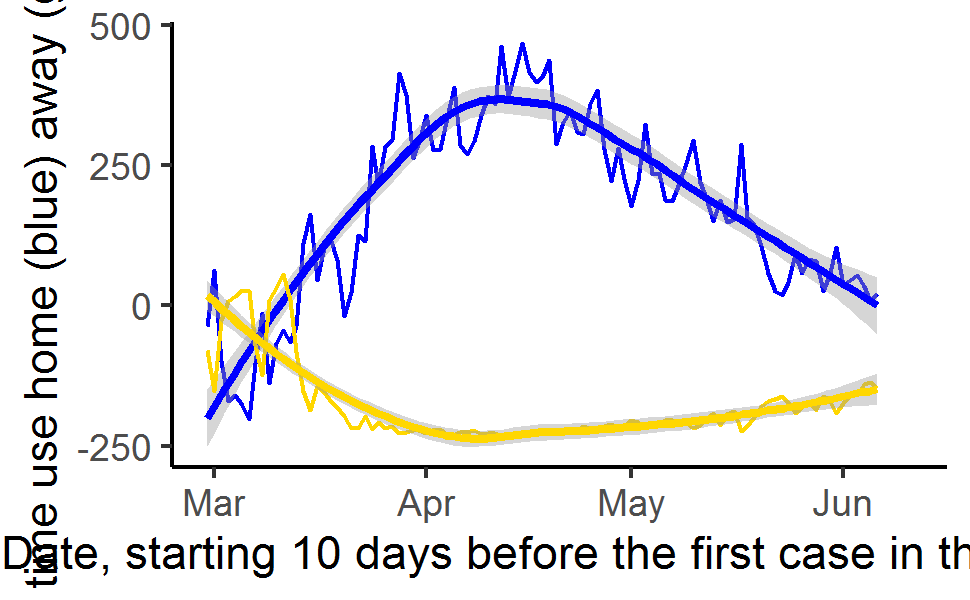 500
250
0
-250
time use home (blue) away (
Mar Apr May Jun
Date, starting 10 days before the first case in th